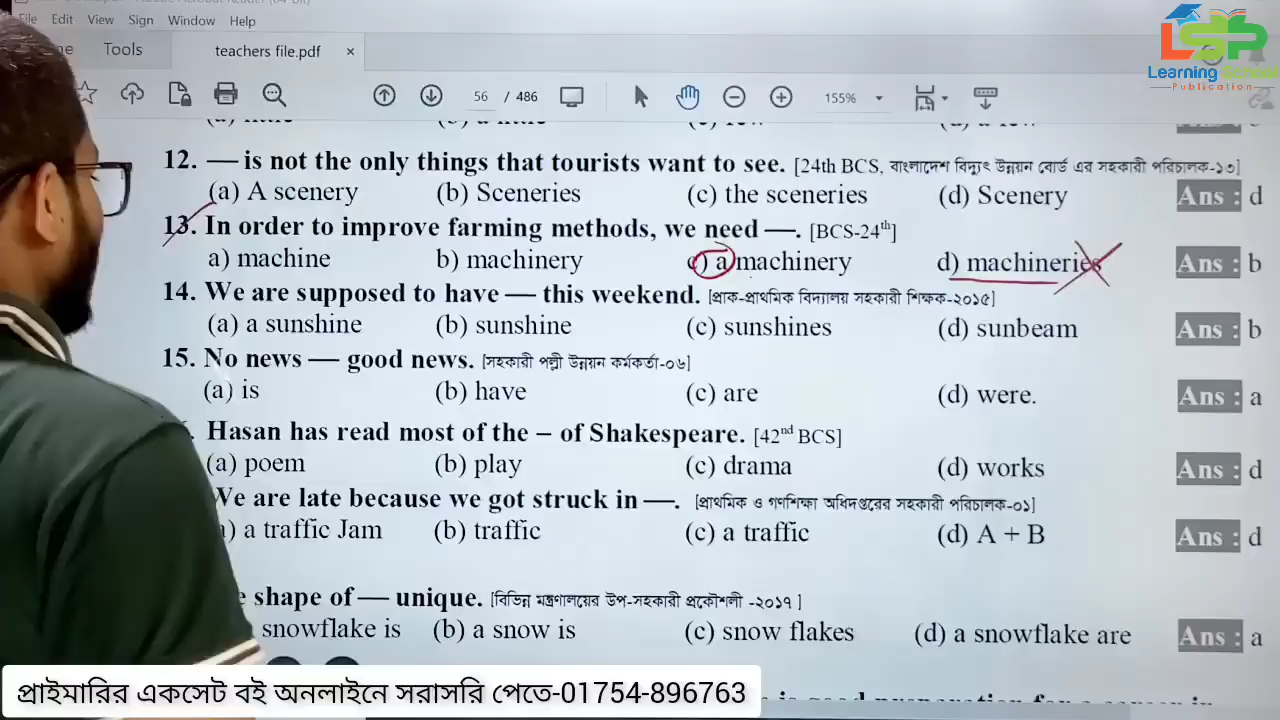 File Edit View Sign Window Help
Tools teachers file.pdf ×
56 / 486 155%
LSP
Learning School
Publication
12. — is not the only things that tourists want to see. [24th BCS, বাংলাদেশ বিদ্যুৎ উন্নয়ন বোর্ড এর সহকারী পরিচালক-১৩]
(a) A scenery (b) Sceneries (c) the sceneries (d) Scenery Ans : d
13. In order to improve farming methods, we need —. [BCS-24th]
a) machine b) machinery c) a machinery d) machineries Ans : b
14. We are supposed to have — this weekend. [প্রাক-প্রাথমিক বিদ্যালয় সহকারী শিক্ষক-২০১৫]
(a) a sunshine (b) sunshine (c) sunshines (d) sunbeam Ans : b
15. No news — good news. [সহকারী পল্লী উন্নয়ন কর্মকর্তা-০৬]
(a) is (b) have (c) are (d) were. Ans : a
Hasan has read most of the – of Shakespeare. [42nd BCS]
(a) poem (b) play (c) drama (d) works Ans : d
We are late because we got struck in —. [প্রাথমিক ও গণশিক্ষা অধিদপ্তরের সহকারী পরিচালক-০১]
a traffic Jam (b) traffic (c) a traffic (d) A + B Ans : d
shape of — unique. [বিভিন্ন মন্ত্রণালয়ের উপ-সহকারী প্রকৌশলী -২০১৭ ]
snowflake is (b) a snow is (c) snow flakes (d) a snowflake are Ans : a
প্রাইমারির একসেট বই অনলাইনে সরাসরি পেতে-01754-896763